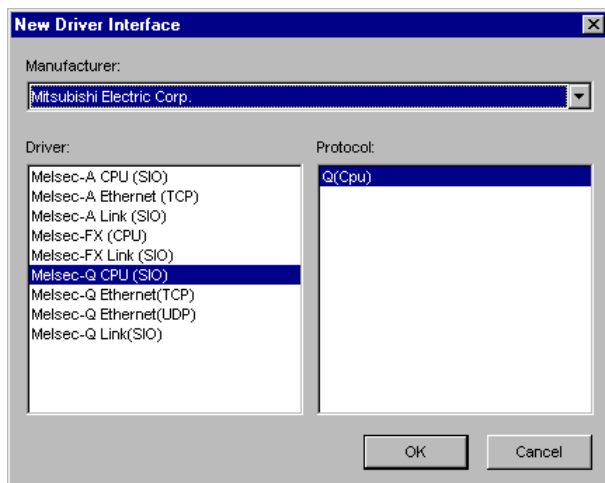 New Driver Interface
Manufacturer:
Mitsubishi Electric Corp.
Driver:
Melsec-A CPU (SIO)
Melsec-A Ethernet (TCP)
Melsec-A Link (SIO)
Melsec-FX (CPU)
Melsec-FX Link (SIO)
Melsec-Q CPU (SIO)
Melsec-Q Ethernet(TCP)
Melsec-Q Ethernet(UDP)
Melsec-Q Link(SIO)
Protocol:
Q(Cpu)
OK
Cancel